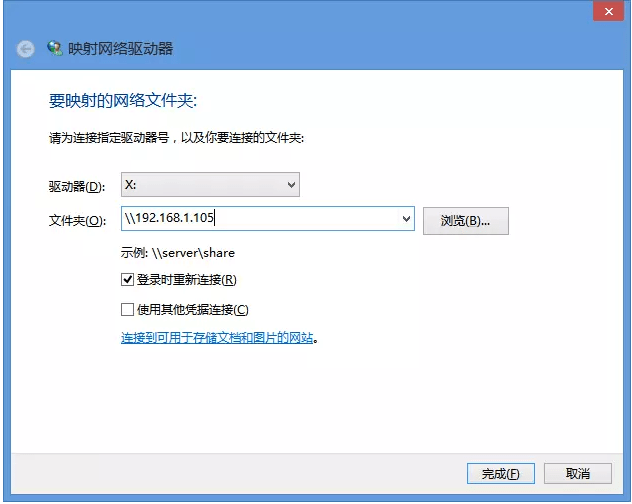 映射网络驱动器
要映射的网络文件夹:
请为连接指定驱动器号，以及你要连接的文件夹:
驱动器(D): X:
文件夹(O): \\192.168.1.105 浏览(B)...
示例: \\server\share
登录时重新连接(R)
使用其他凭据连接(C)
连接到可用于存储文档和图片的网站。
完成(F) 取消